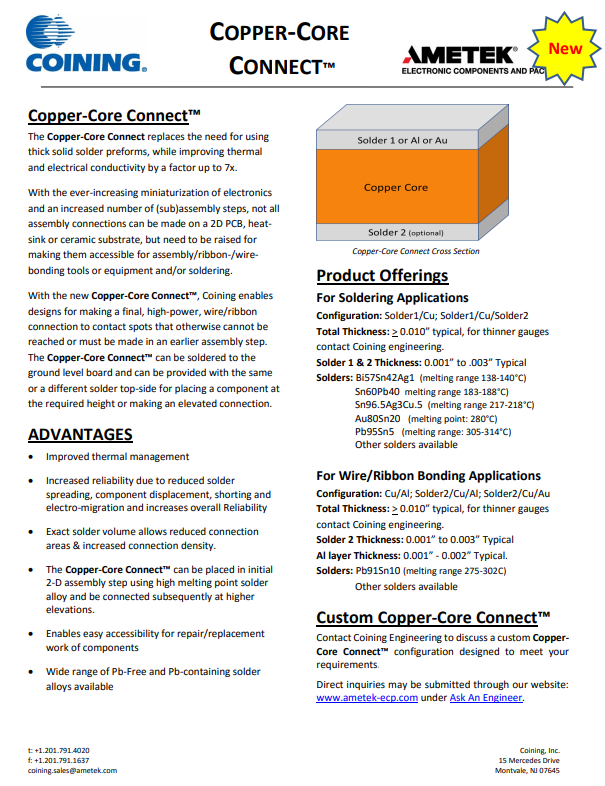 COINING®
COPPER-CORE
CONNECT™
AMETEK®
ELECTRONIC COMPONENTS AND PAC
New
Copper-Core Connect™
The Copper-Core Connect replaces the need for using
thick solid solder preforms, while improving thermal
and electrical conductivity by a factor up to 7x.
With the ever-increasing miniaturization of electronics
and an increased number of (sub)assembly steps, not all
assembly connections can be made on a 2D PCB, heat-
sink or ceramic substrate, but need to be raised for
making them accessible for assembly/ribbon-/wire-
bonding tools or equipment and/or soldering.
With the new Copper-Core Connect™, Coining enables
designs for making a final, high-power, wire/ribbon
connection to contact spots that otherwise cannot be
reached or must be made in an earlier assembly step.
The Copper-Core Connect™ can be soldered to the
ground level board and can be provided with the same
or a different solder top-side for placing a component at
the required height or making an elevated connection.
ADVANTAGES
• Improved thermal management
• Increased reliability due to reduced solder
spreading, component displacement, shorting and
electro-migration and increases overall Reliability
• Exact solder volume allows reduced connection
areas & increased connection density.
• The Copper-Core Connect™ can be placed in initial
2-D assembly step using high melting point solder
alloy and be connected subsequently at higher
elevations.
• Enables easy accessibility for repair/replacement
work of components
• Wide range of Pb-Free and Pb-containing solder
alloys available
Solder 1 or Al or Au
Copper Core
Solder 2 (optional)
Copper-Core Connect Cross Section
Product Offerings
For Soldering Applications
Configuration: Solder1/Cu; Solder1/Cu/Solder2
Total Thickness: ≥ 0.010” typical, for thinner gauges
contact Coining engineering.
Solder 1 & 2 Thickness: 0.001” to .003” Typical
Solders: Bi57Sn42Ag1 (melting range 138-140°C)
Sn60Pb40 melting range 183-188°C)
Sn96.5Ag3Cu.5 (melting range 217-218°C)
Au80Sn20 (melting point: 280°C)
Pb95Sn5 (melting range: 305-314°C)
Other solders available
For Wire/Ribbon Bonding Applications
Configuration: Cu/Al; Solder2/Cu/Al; Solder2/Cu/Au
Total Thickness: ≥ 0.010” typical, for thinner gauges
contact Coining engineering.
Solder 2 Thickness: 0.001” to 0.003” Typical
Al layer Thickness: 0.001” - 0.002” Typical.
Solders: Pb91Sn10 (melting range 275-302C)
Other solders available
Custom Copper-Core Connect™
Contact Coining Engineering to discuss a custom Copper-
Core Connect™ configuration designed to meet your
requirements.
Direct inquiries may be submitted through our website:
www.ametek-ecp.com under Ask An Engineer.
t: +1.201.791.4020
f: +1.201.791.1637
coining.sales@ametek.com
Coining, Inc.
15 Mercedes Drive
Montvale, NJ 07645